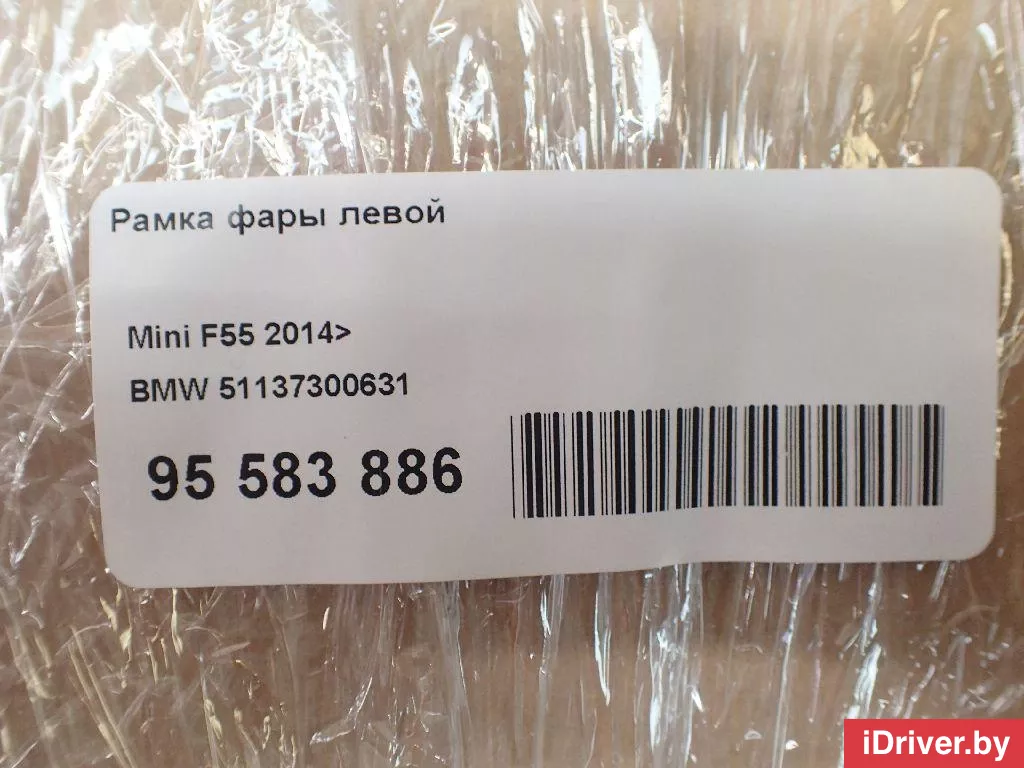 Рамка фары левой
Mini F55 2014>
BMW 51137300631
95 583 886
iDriver.by